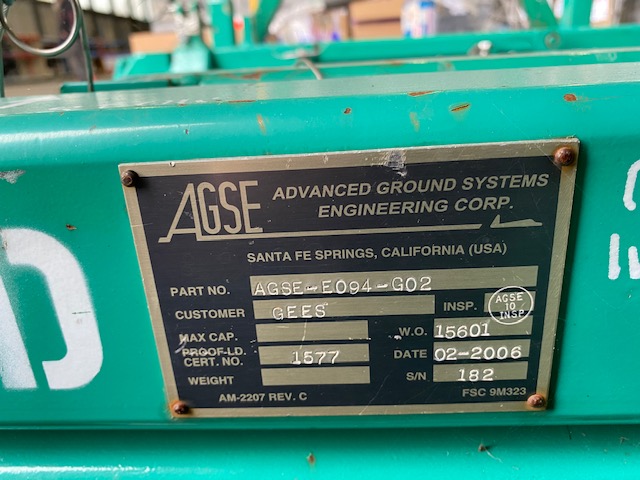 AGSE ADVANCED GROUND SYSTEMS
ENGINEERING CORP.
SANTA FE SPRINGS, CALIFORNIA (USA)
PART NO. AGSE-E094-G02
CUSTOMER GEES INSP. AGSE 10 INSP
MAX CAP. W.O. 15601
PROOF-LD.
CERT. NO. 1577 DATE 02-2006
WEIGHT S/N 182
AM-2207 REV. C FSC 9M323